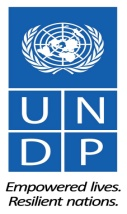 U N
D P
Empowered lives.
Resilient nations.